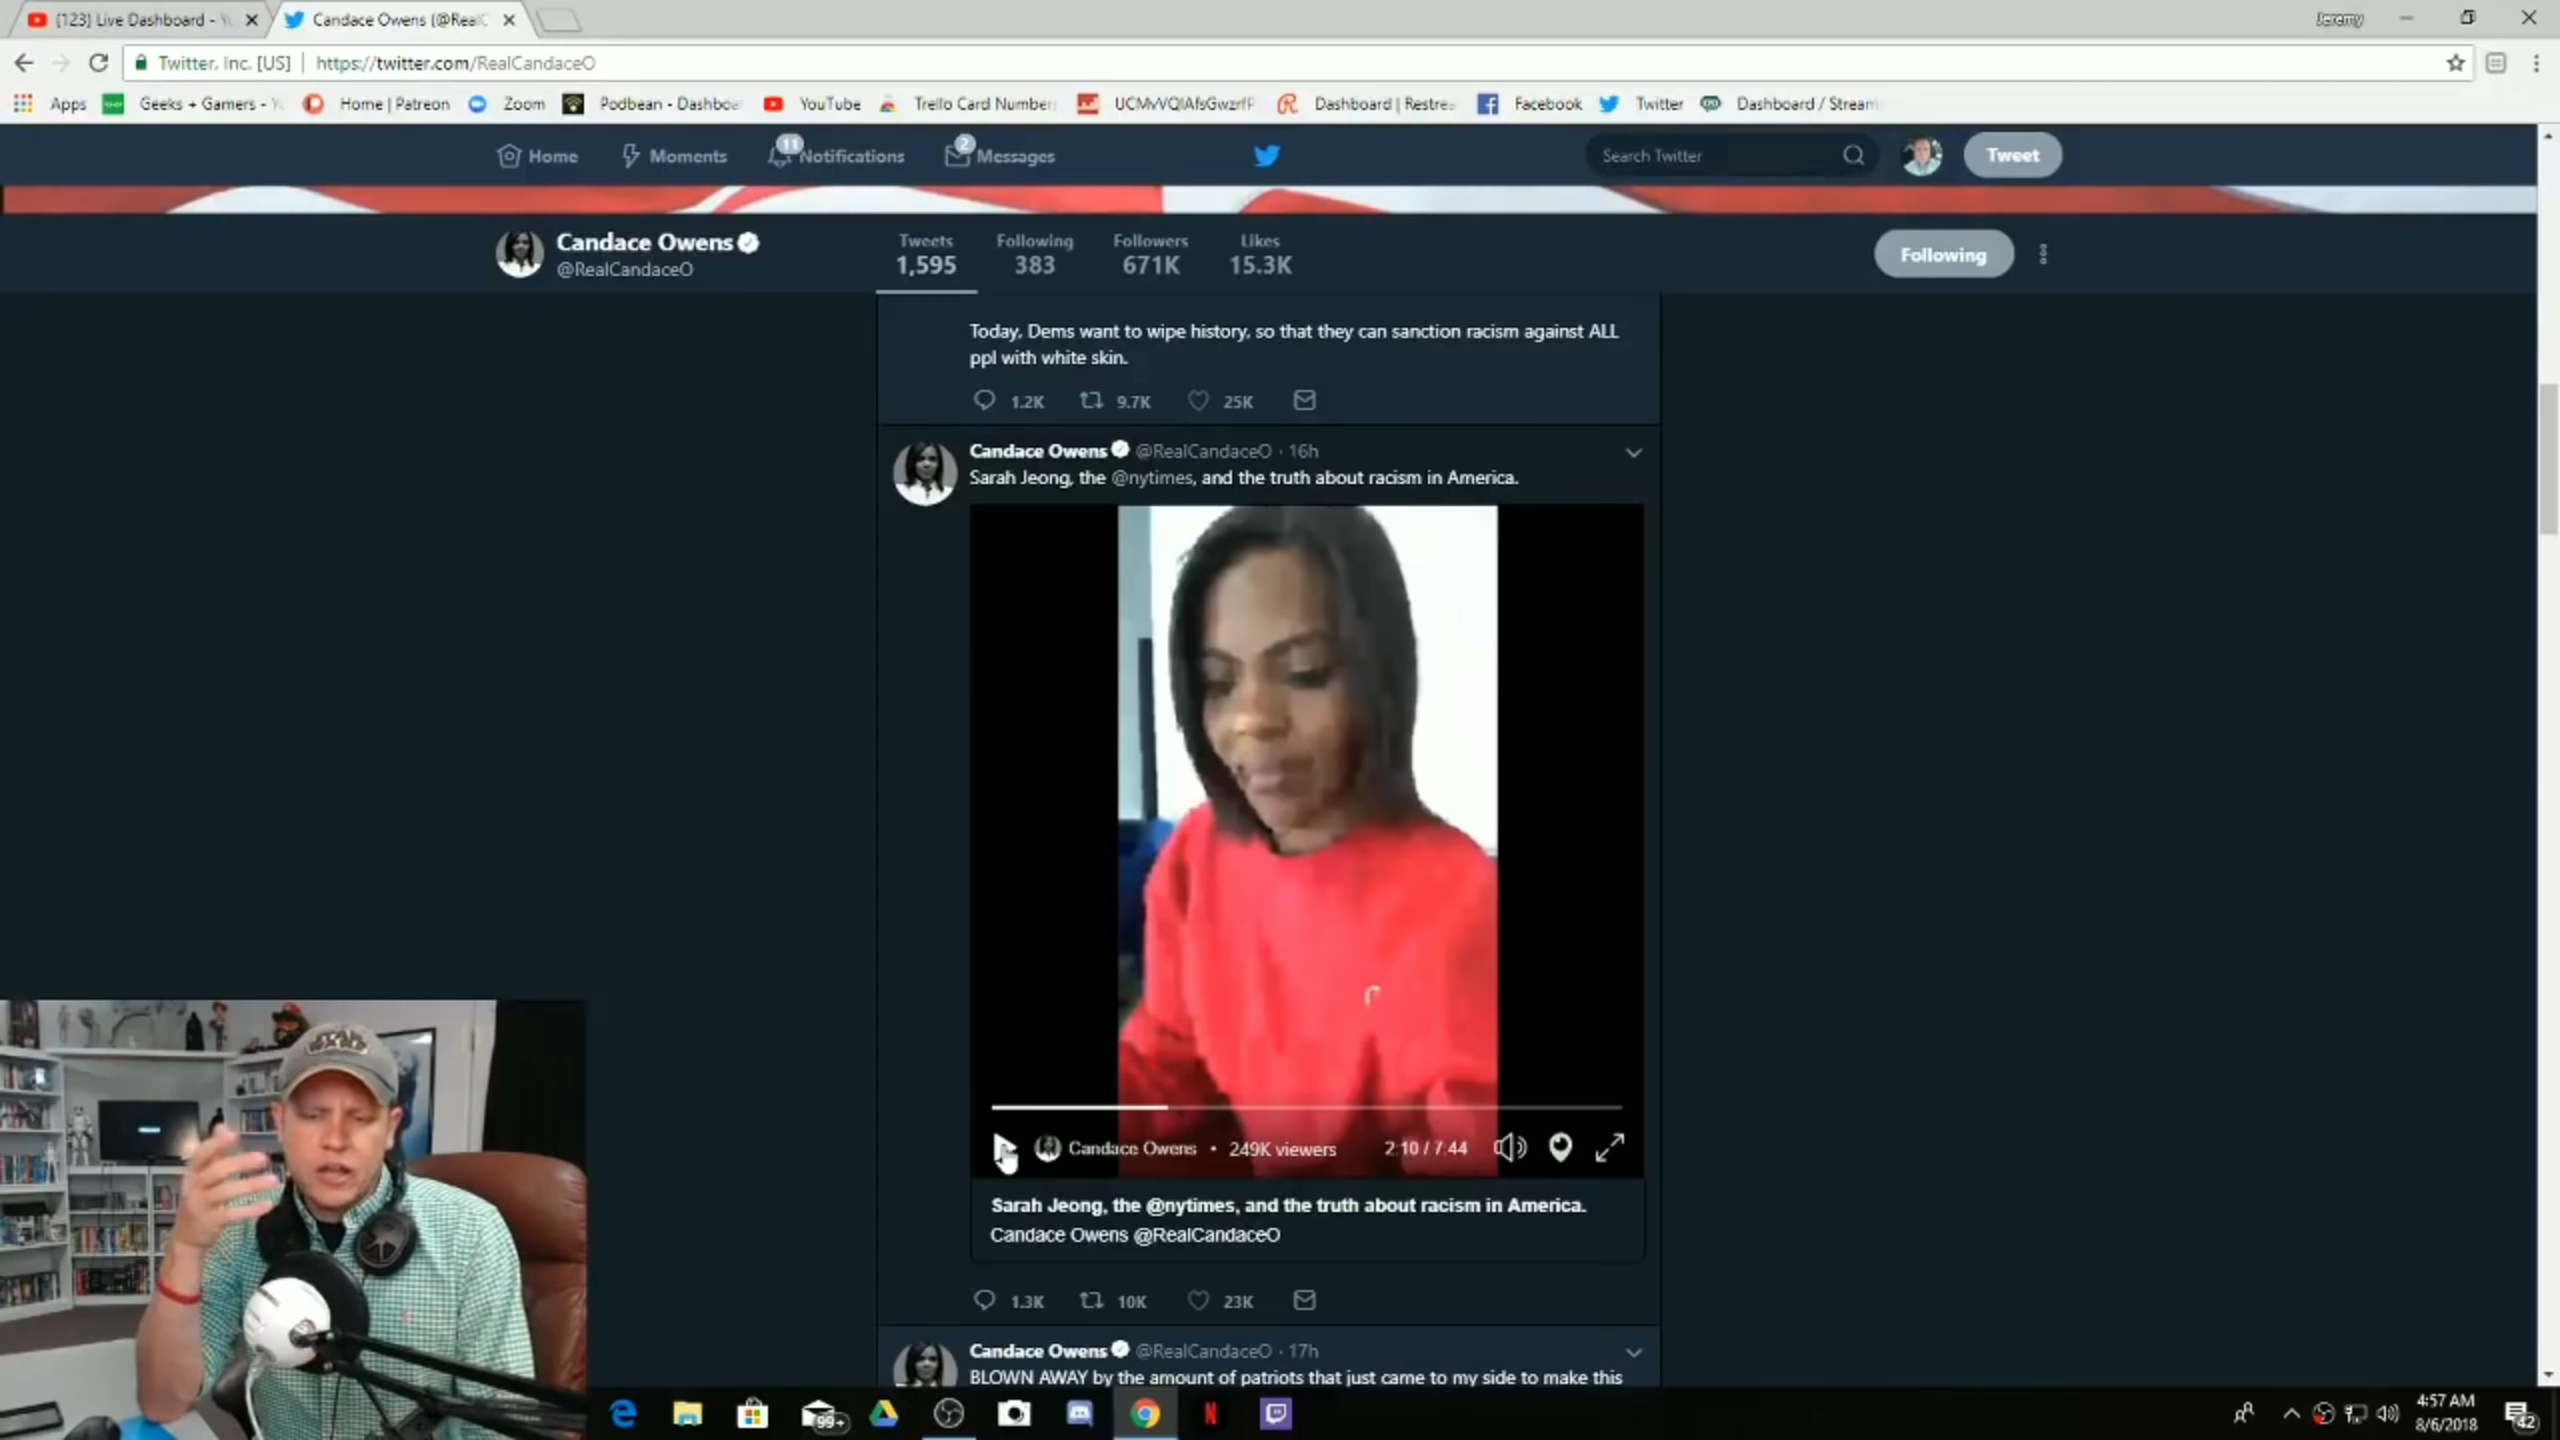 (123) Live Dashboard - Y
Candace Owens (@RealC
Jeremy
Twitter, Inc. [US] | https://twitter.com/RealCandaceO
Apps Geeks + Gamers - Y Home | Patreon Zoom Podbean - Dashboa YouTube Trello Card Number Dashboard | Restrea Facebook Twitter Dashboard / Stream
Home Moments 11 Notifications 2 Messages Search Twitter Tweet
Candace Owens
@RealCandaceO
Tweets Following Followers Likes
1,595 383 671K 15.3K
Following
Today, Dems want to wipe history, so that they can sanction racism against ALL
ppl with white skin.
1.2K 9.7K 25K
Candace Owens @RealCandaceO · 16h
Sarah Jeong, the @nytimes, and the truth about racism in America.
Candace Owens • 249K viewers 2:10 / 7:44
Sarah Jeong, the @nytimes, and the truth about racism in America.
Candace Owens @RealCandaceO
1.3K 10K 23K
Candace Owens @RealCandaceO · 17h
BLOWN AWAY by the amount of patriots that just came to my side to make this
99+
4:57 AM
8/6/2018
42